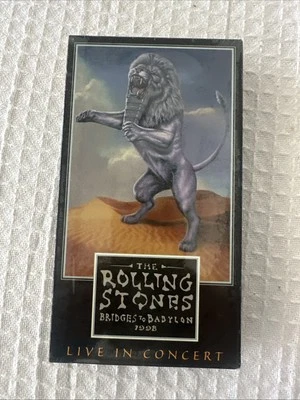 THE
ROLLING
STONES
BRIDGES TO BABYLON
1998
LIVE IN CONCERT